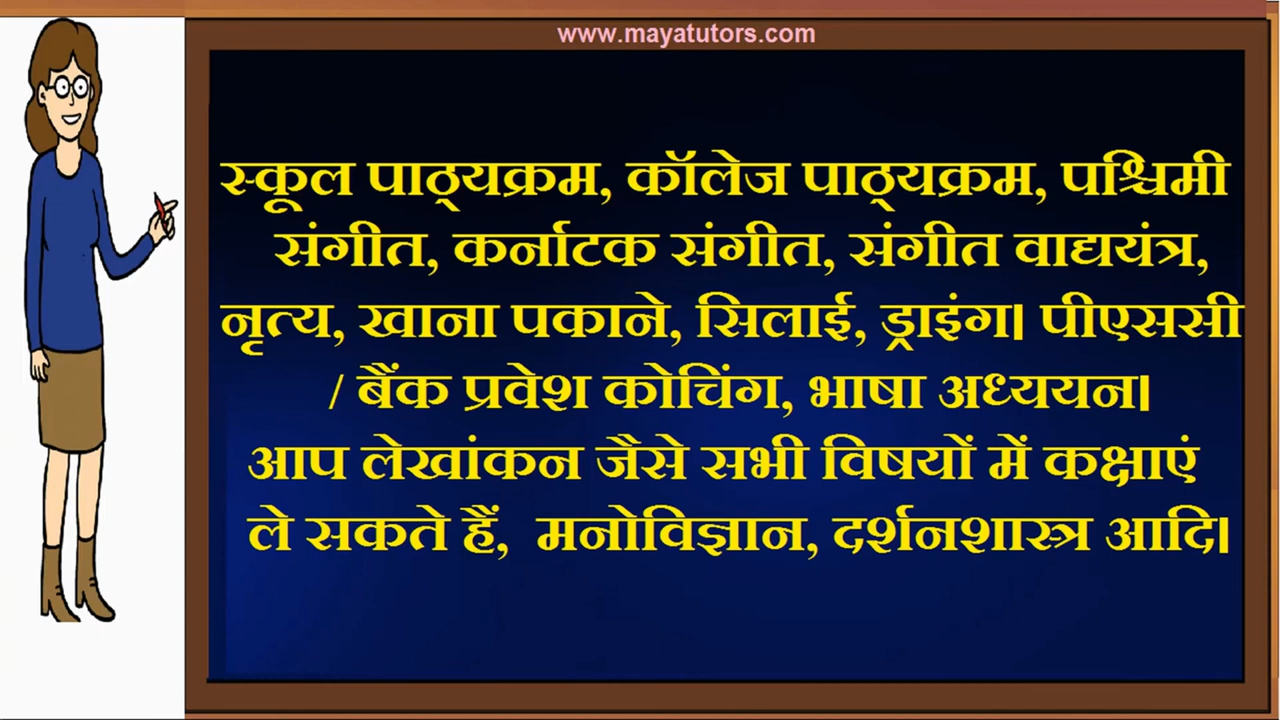 www.mayatutors.com
स्कूल पाठ्यक्रम, कॉलेज पाठ्यक्रम, पश्चिमी
संगीत, कर्नाटक संगीत, संगीत वाद्ययंत्र,
नृत्य, खाना पकाने, सिलाई, ड्राइंग। पीएससी
/ बैंक प्रवेश कोचिंग, भाषा अध्ययन।
आप लेखांकन जैसे सभी विषयों में कक्षाएं
ले सकते हैं, मनोविज्ञान, दर्शनशास्त्र आदि।